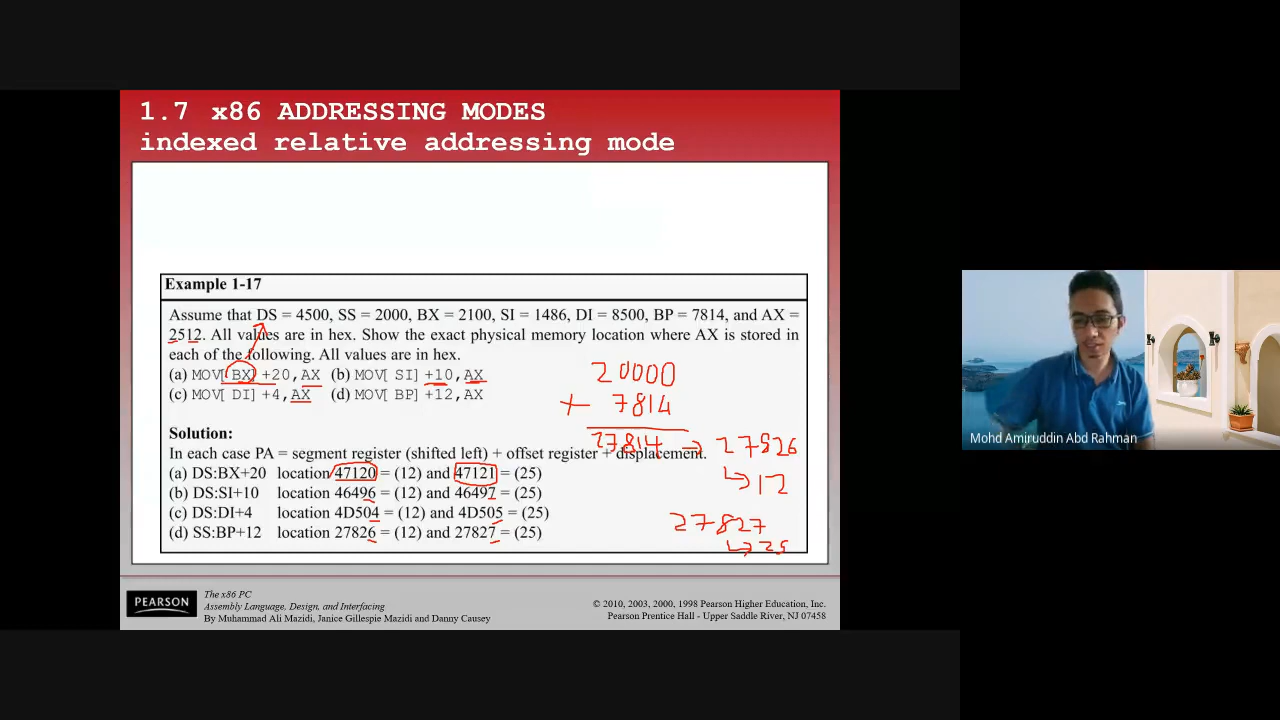 1.7 x86 ADDRESSING MODES
indexed relative addressing mode
Example 1-17
Assume that DS = 4500, SS = 2000, BX = 2100, SI = 1486, DI = 8500, BP = 7814, and AX =
2512. All values are in hex. Show the exact physical memory location where AX is stored in
each of the following. All values are in hex.
(a) MOV[ BX] +20,AX (b) MOV[ SI] +10,AX
(c) MOV[ DI] +4,AX (d) MOV[ BP] +12,AX
20000
+ 7814
27814 → 27826
↳ 12
27827
↳ 25
Solution:
In each case PA = segment register (shifted left) + offset register + displacement.
(a) DS:BX+20 location 47120 = (12) and 47121 = (25)
(b) DS:SI+10 location 46496 = (12) and 46497 = (25)
(c) DS:DI+4 location 4D504 = (12) and 4D505 = (25)
(d) SS:BP+12 location 27826 = (12) and 27827 = (25)
PEARSON
The x86 PC
Assembly Language, Design, and Interfacing
By Muhammad Ali Mazidi, Janice Gillespie Mazidi and Danny Causey
© 2010, 2003, 2000, 1998 Pearson Higher Education, Inc.
Pearson Prentice Hall - Upper Saddle River, NJ 07458
Mohd Amiruddin Abd Rahman